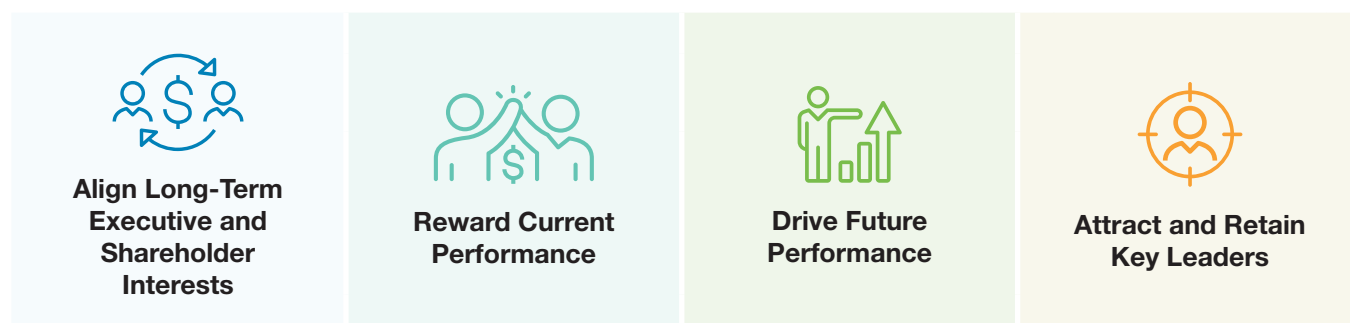 $
Align Long-Term
Executive and
Shareholder
Interests
$
Reward Current
Performance
Drive Future
Performance
Attract and Retain
Key Leaders